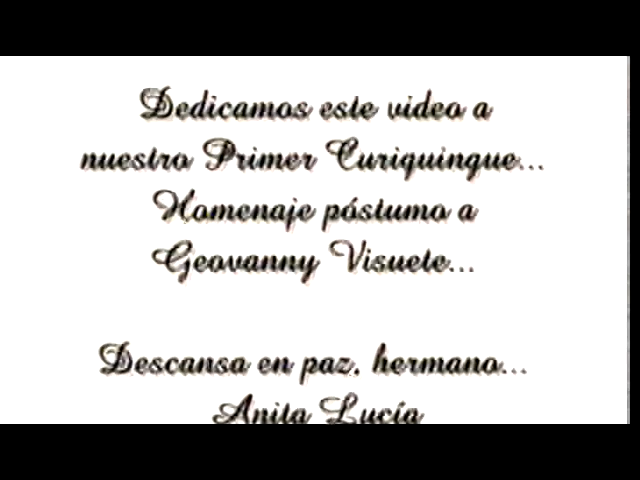 Dedicamos este video a
nuestro Primer Curiquingue...
Homenaje póstumo a
Geovanny Visuete...
Descansa en paz, hermano...
Anita Lucía